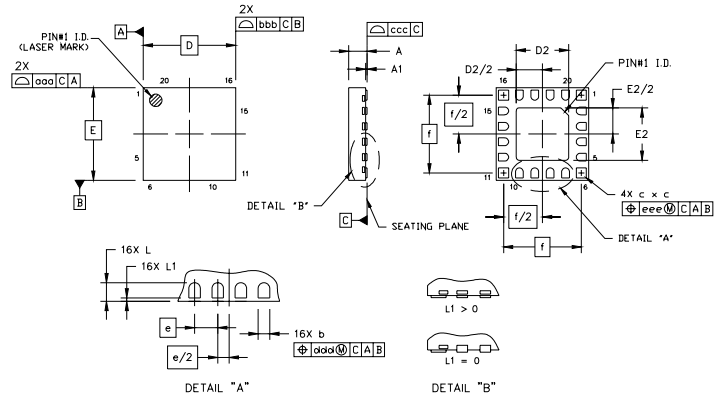 2X
⌓ bbb C B
A
PIN#1 I.D.
(LASER MARK)
D
⌓ ccc C
A
A1
D2
D2/2
PIN#1 I.D.
2X
⌓ aaa C A
20
16
1
16
E
5
11
6
10
B
DETAIL "B"
C
SEATING PLANE
16
20
1
16
E2/2
f/2
f
E2
5
11
10
6
4X c x c
⌖ eee Ⓜ C A B
f/2
DETAIL "A"
f
16X L
16X L1
e
16X b
⌖ ddd Ⓜ C A B
e/2
DETAIL "A"
L1 > 0
L1 = 0
DETAIL "B"